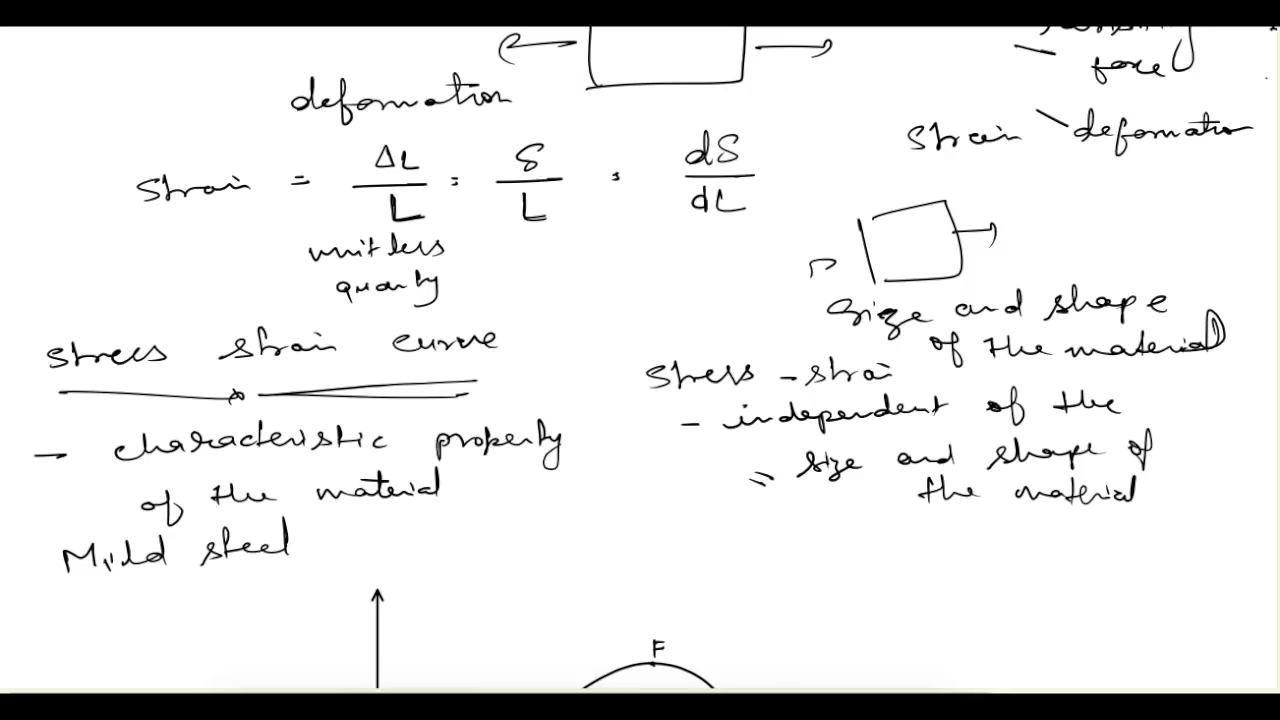 force
deformation
strain deformation
strain = ΔL/L = δ/L = dδ/dL
unitless
quantity
size and shape
of the material
stress strain curve
stress - strai
- independent of the
size and shape of
the material
- characteristic property
of the material
Mild steel
F